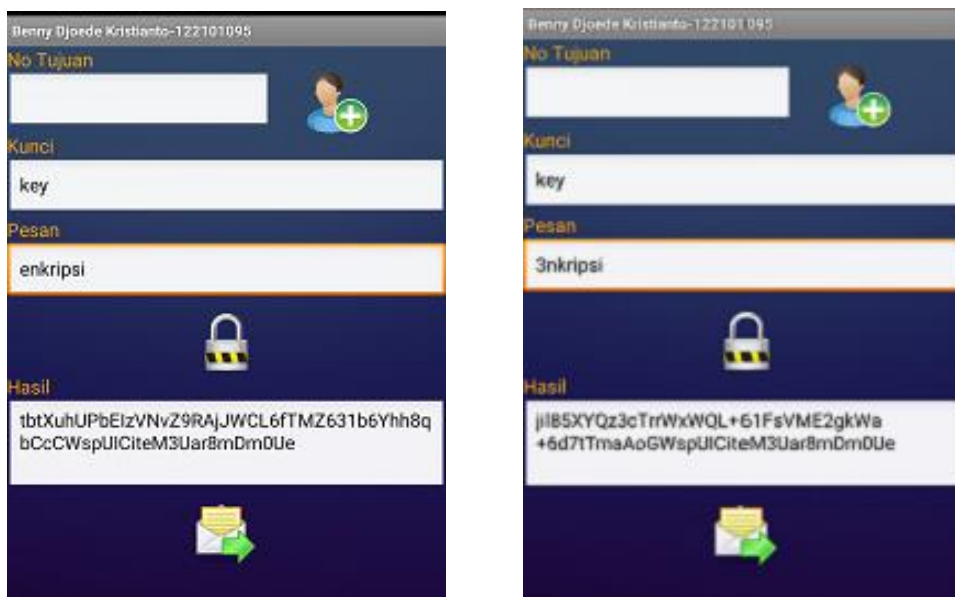 Benny Djoede Kristianto-122101095
No Tujuan
Kunci
key
Pesan
enkripsi
Hasil
tbtXuhUPbEIzVNvZ9RAjJWCL6fTMZ631b6Yhh8q
bCcCWspUICiteM3Uar8mDm0Ue
Benny Djoede Kristianto-122101095
No Tujuan
Kunci
key
Pesan
3nkripsi
Hasil
jil85XYQz3cTrrWxWQL+61FsVME2gkWa
+6d7tTmaAoGWspUICiteM3Uar8mDm0Ue